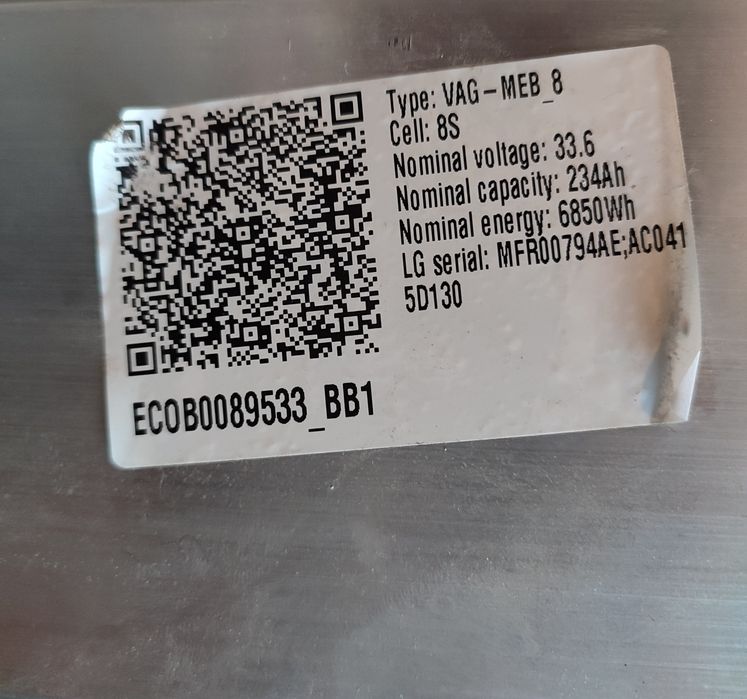 Type: VAG-MEB_8
Cell: 8S
Nominal voltage: 33.6
Nominal capacity: 234Ah
Nominal energy: 6850Wh
LG serial: MFR00794AE;AC041
5D130
ECOB0089533_BB1